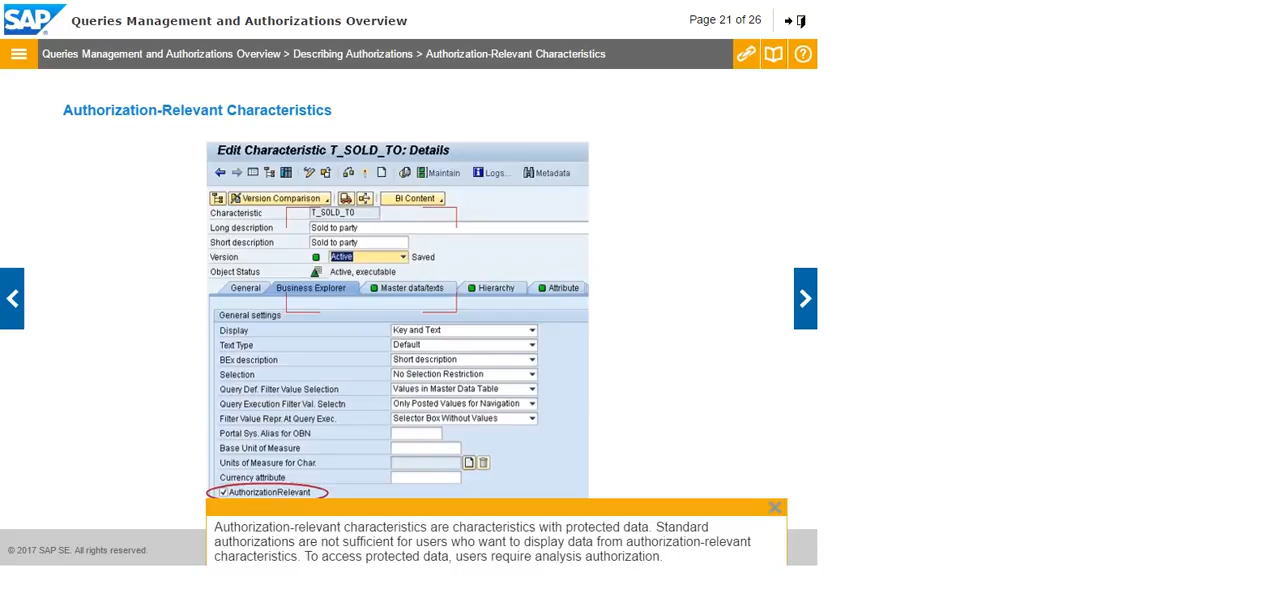 SAP
Queries Management and Authorizations Overview
Page 21 of 26
Queries Management and Authorizations Overview > Describing Authorizations > Authorization-Relevant Characteristics
Authorization-Relevant Characteristics
Edit Characteristic T_SOLD_TO: Details
Maintain Logs... Metadata
Version Comparison BI Content
Characteristic T_SOLD_TO
Long description Sold to party
Short description Sold to party
Version Active Saved
Object Status Active, executable
General Business Explorer Master data/texts Hierarchy Attribute
General settings
Display Key and Text
Text Type Default
BEx description Short description
Selection No Selection Restriction
Query Def. Filter Value Selection Values in Master Data Table
Query Execution Filter Val. Selectn Only Posted Values for Navigation
Filter Value Repr. At Query Exec. Selector Box Without Values
Portal Sys. Alias for OBN
Base Unit of Measure
Units of Measure for Char.
Currency attribute
AuthorizationRelevant
Authorization-relevant characteristics are characteristics with protected data. Standard
authorizations are not sufficient for users who want to display data from authorization-relevant
characteristics. To access protected data, users require analysis authorization.
© 2017 SAP SE. All rights reserved.